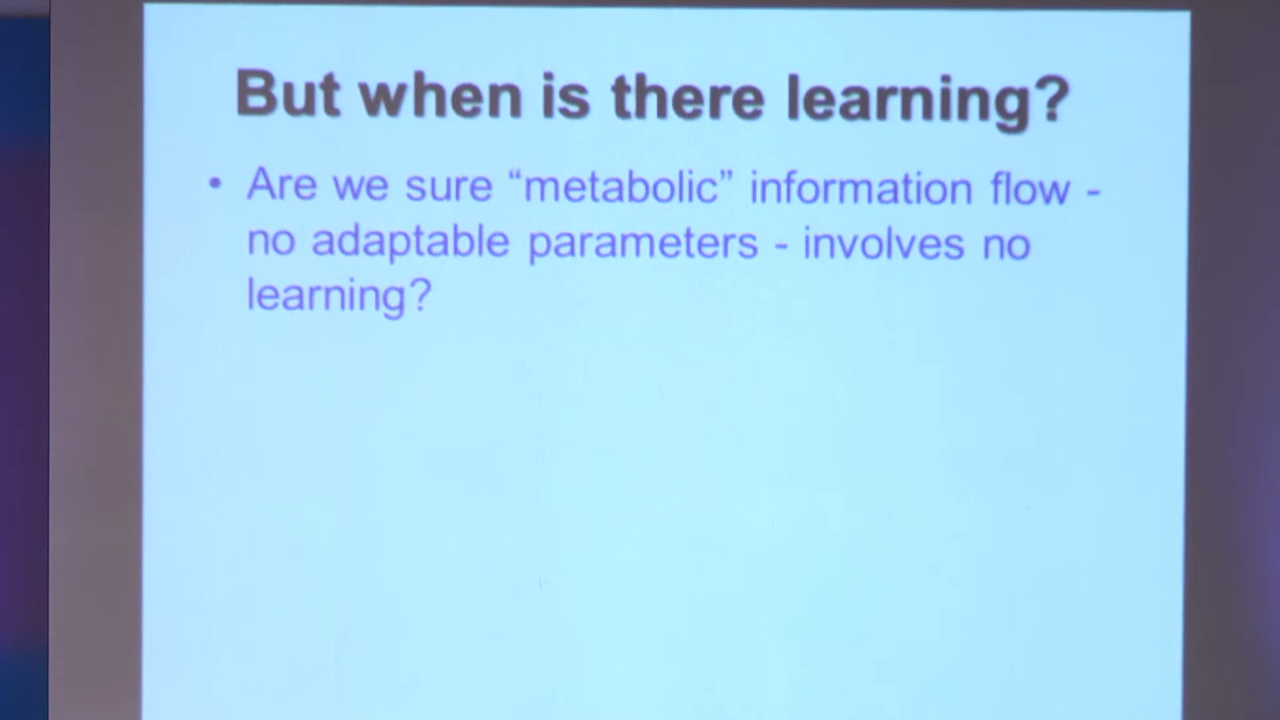 But when is there learning?
• Are we sure “metabolic” information flow -
no adaptable parameters - involves no
learning?